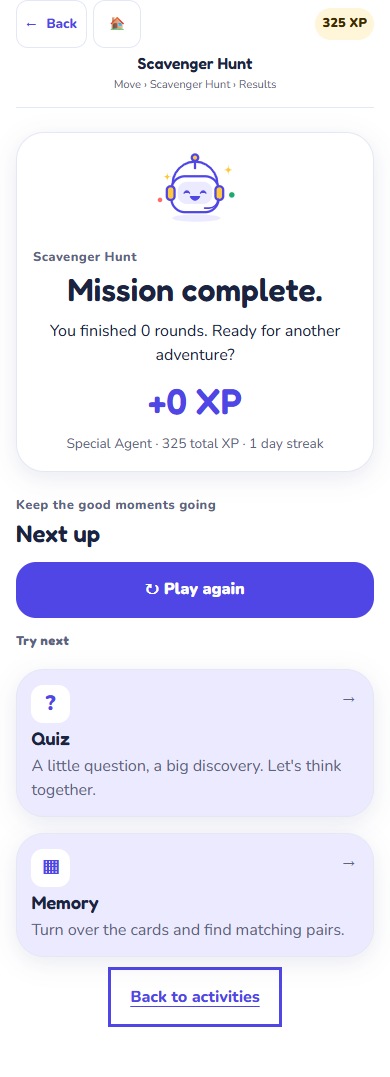 ← Back
325 XP
Scavenger Hunt
Move › Scavenger Hunt › Results
Scavenger Hunt
Mission complete.
You finished 0 rounds. Ready for another
adventure?
+0 XP
Special Agent · 325 total XP · 1 day streak
Keep the good moments going
Next up
↻ Play again
Try next
?
→
Quiz
A little question, a big discovery. Let's think
together.
→
Memory
Turn over the cards and find matching pairs.
Back to activities